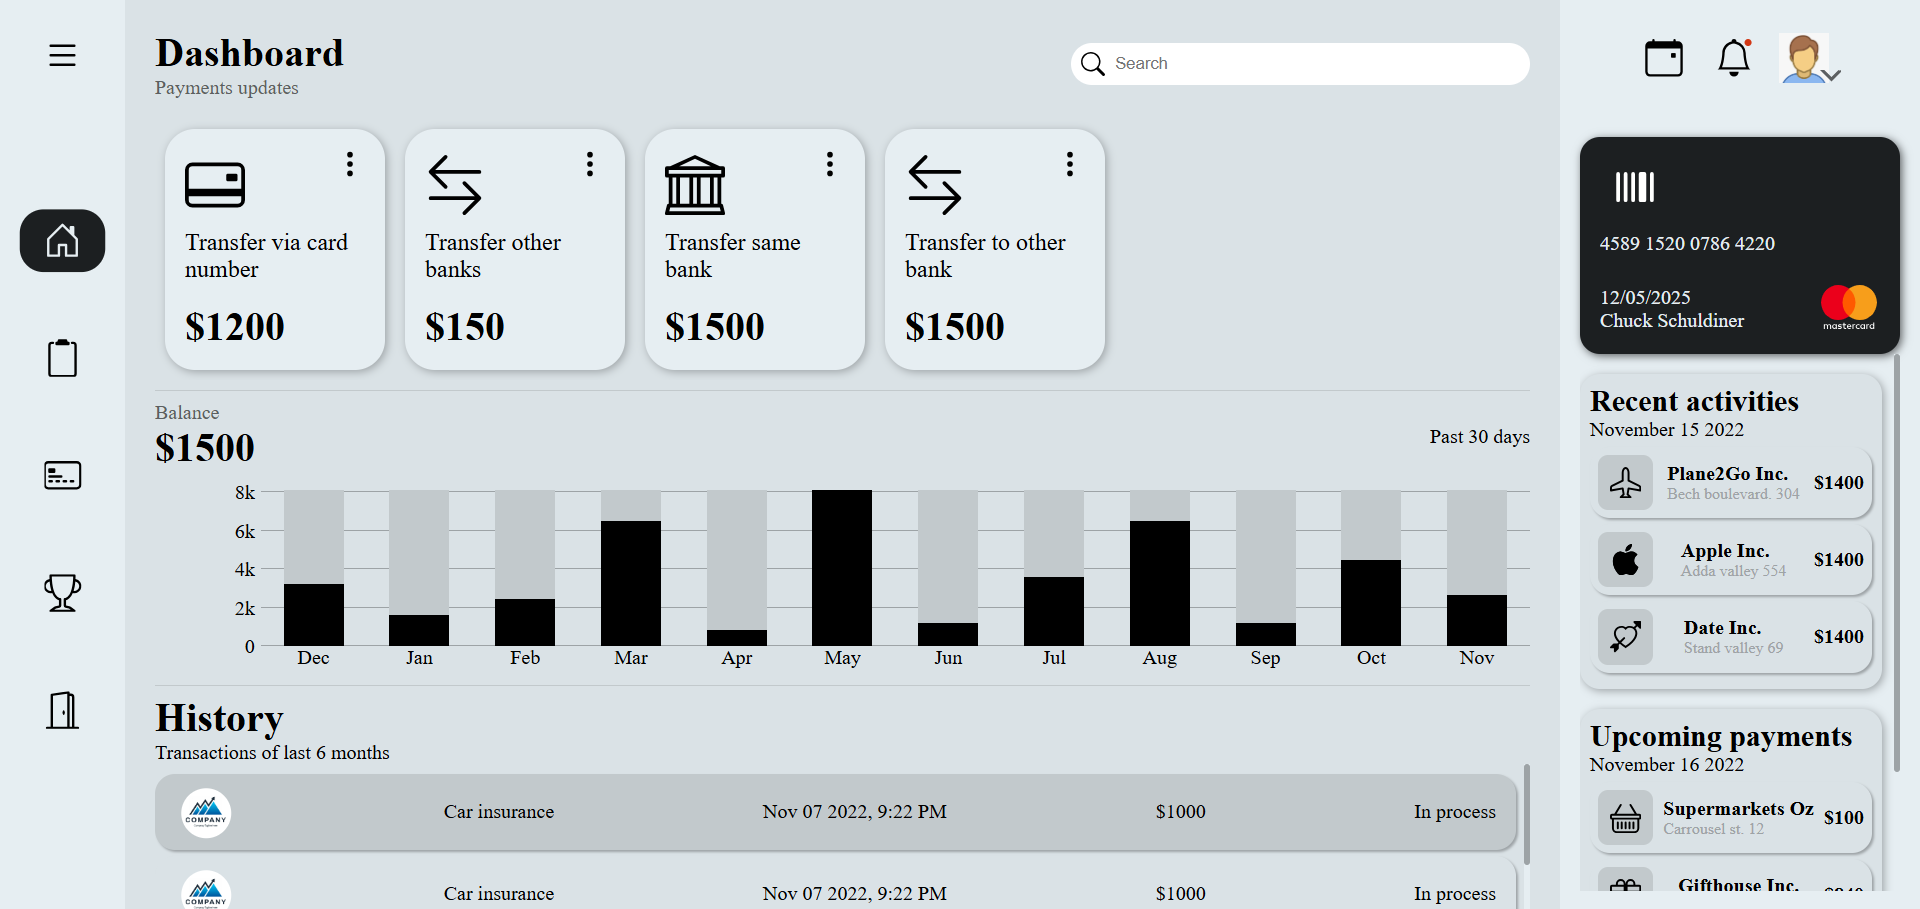 Dashboard
Payments updates
Search
Transfer via card
number
$1200
Transfer other
banks
$150
Transfer same
bank
$1500
Transfer to other
bank
$1500
Balance
$1500
Past 30 days
8k
6k
4k
2k
0
Dec Jan Feb Mar Apr May Jun Jul Aug Sep Oct Nov
History
Transactions of last 6 months
COMPANY
Car insurance Nov 07 2022, 9:22 PM $1000 In process
COMPANY
Car insurance Nov 07 2022, 9:22 PM $1000 In process
4589 1520 0786 4220
12/05/2025
Chuck Schuldiner
mastercard
Recent activities
November 15 2022
Plane2Go Inc.
Bech boulevard. 304
$1400
Apple Inc.
Adda valley 554
$1400
Date Inc.
Stand valley 69
$1400
Upcoming payments
November 16 2022
Supermarkets Oz
Carrousel st. 12
$100
Gifthouse Inc.